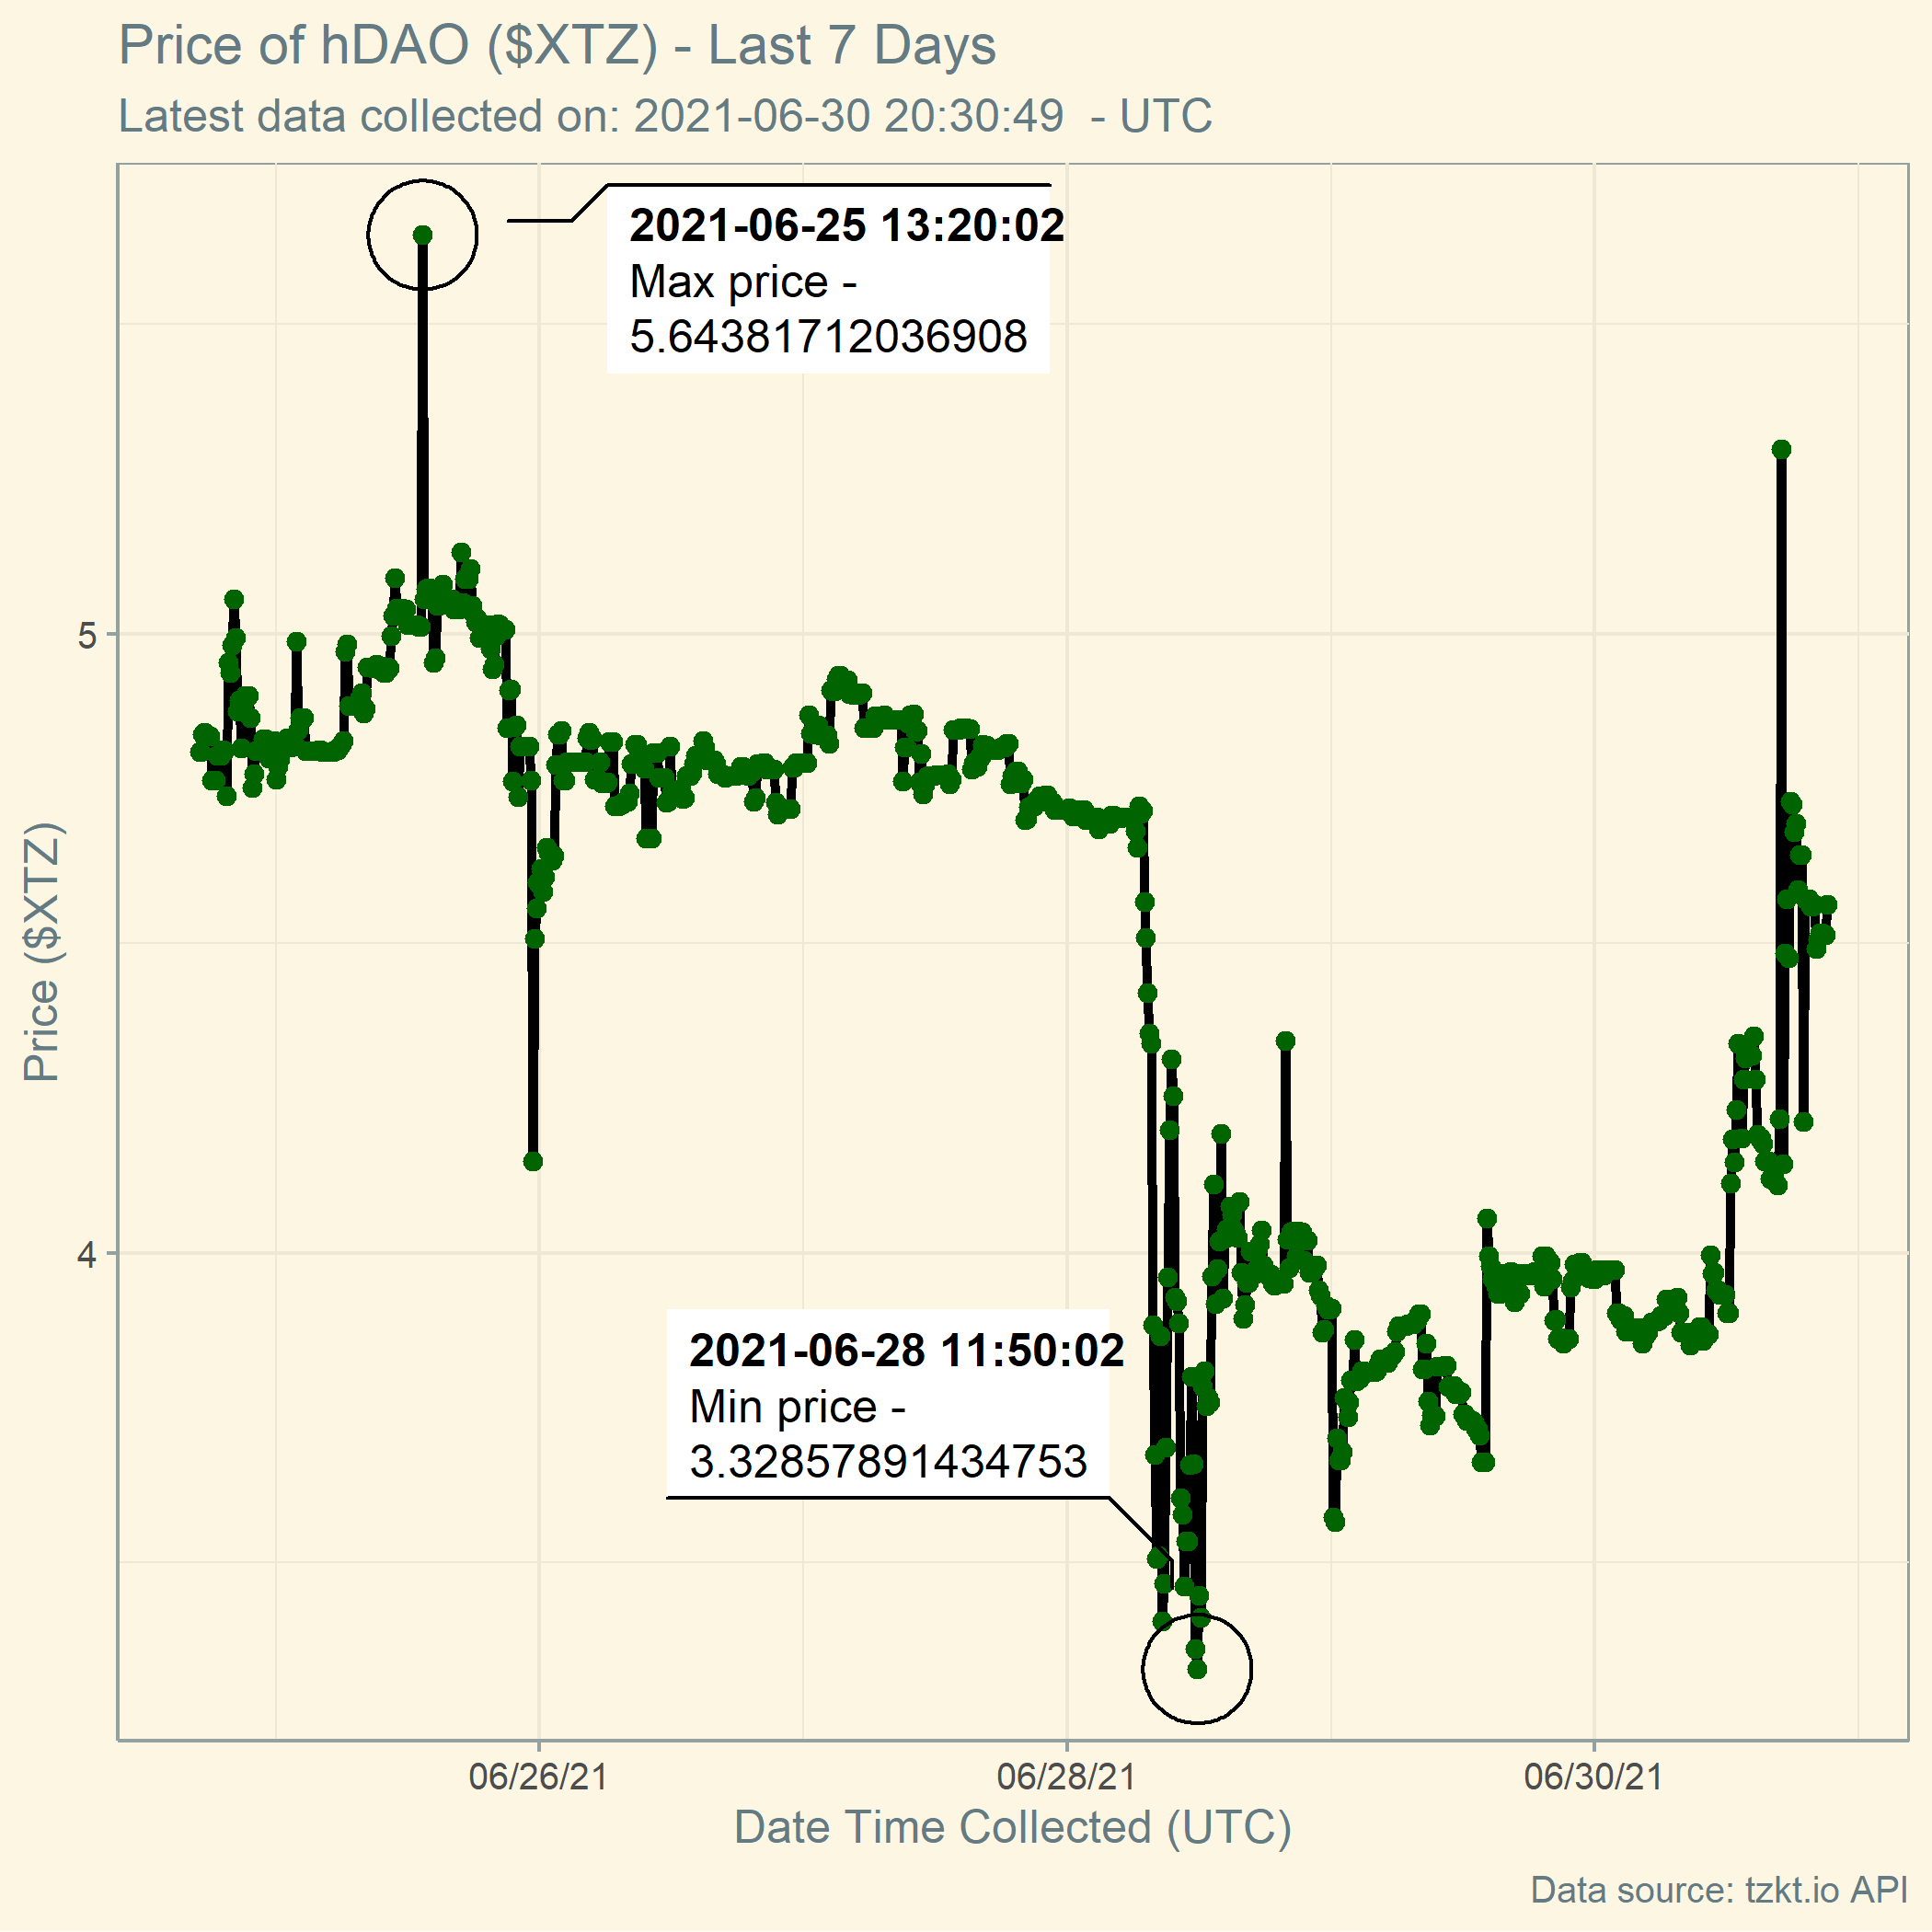 Price of hDAO ($XTZ) - Last 7 Days
Latest data collected on: 2021-06-30 20:30:49  - UTC
2021-06-25 13:20:02
Max price -
5.64381712036908
5
Price ($XTZ)
4
2021-06-28 11:50:02
Min price -
3.32857891434753
06/26/21
06/28/21
06/30/21
Date Time Collected (UTC)
Data source: tzkt.io API